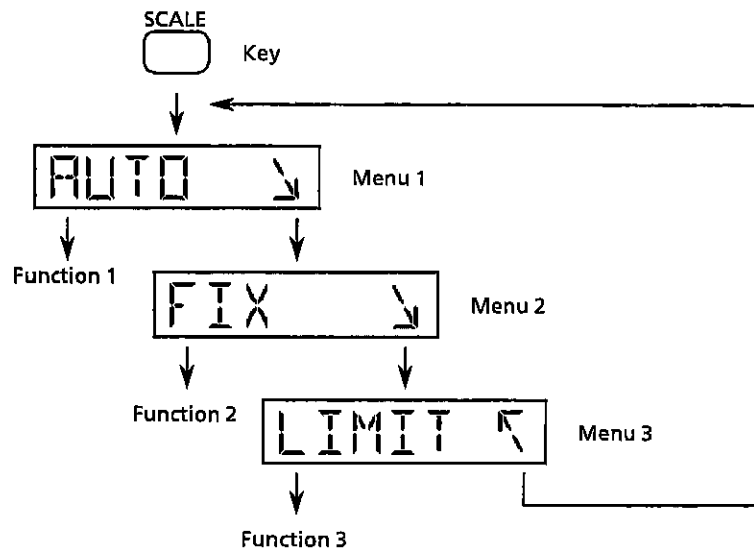 SCALE
Key
AUTO ↘ Menu 1
Function 1
FIX ↘ Menu 2
Function 2
LIMIT ↖ Menu 3
Function 3